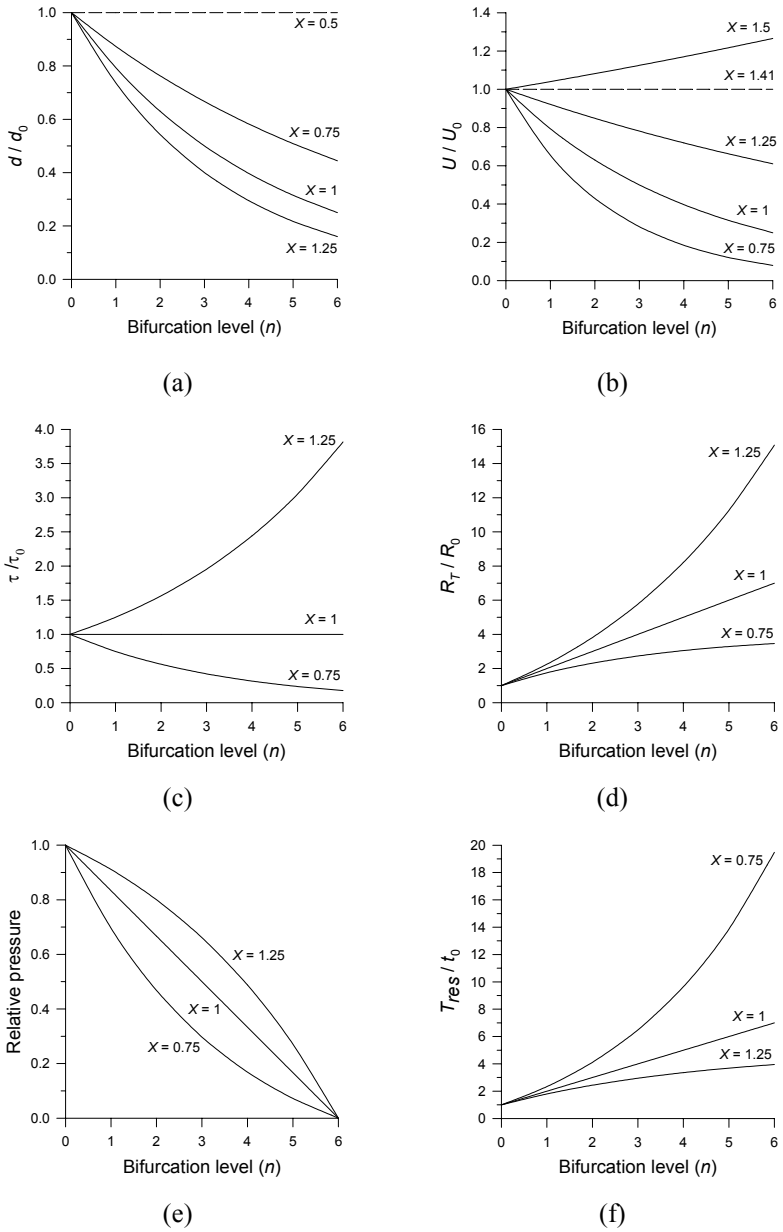 1.0
0.8
0.6
0.4
0.2
0.0
d / d0
X = 0.5
X = 0.75
X = 1
X = 1.25
0 1 2 3 4 5 6
Bifurcation level (n)
(a)
1.4
1.2
1.0
0.8
0.6
0.4
0.2
0.0
U / U0
X = 1.5
X = 1.41
X = 1.25
X = 1
X = 0.75
0 1 2 3 4 5 6
Bifurcation level (n)
(b)
4.0
3.5
3.0
2.5
2.0
1.5
1.0
0.5
0.0
τ /τ0
X = 1.25
X = 1
X = 0.75
0 1 2 3 4 5 6
Bifurcation level (n)
(c)
16
14
12
10
8
6
4
2
0
RT / R0
X = 1.25
X = 1
X = 0.75
0 1 2 3 4 5 6
Bifurcation level (n)
(d)
1.0
0.8
0.6
0.4
0.2
0.0
Relative pressure
X = 1.25
X = 1
X = 0.75
0 1 2 3 4 5 6
Bifurcation level (n)
(e)
20
18
16
14
12
10
8
6
4
2
0
Tres / t0
X = 0.75
X = 1
X = 1.25
0 1 2 3 4 5 6
Bifurcation level (n)
(f)